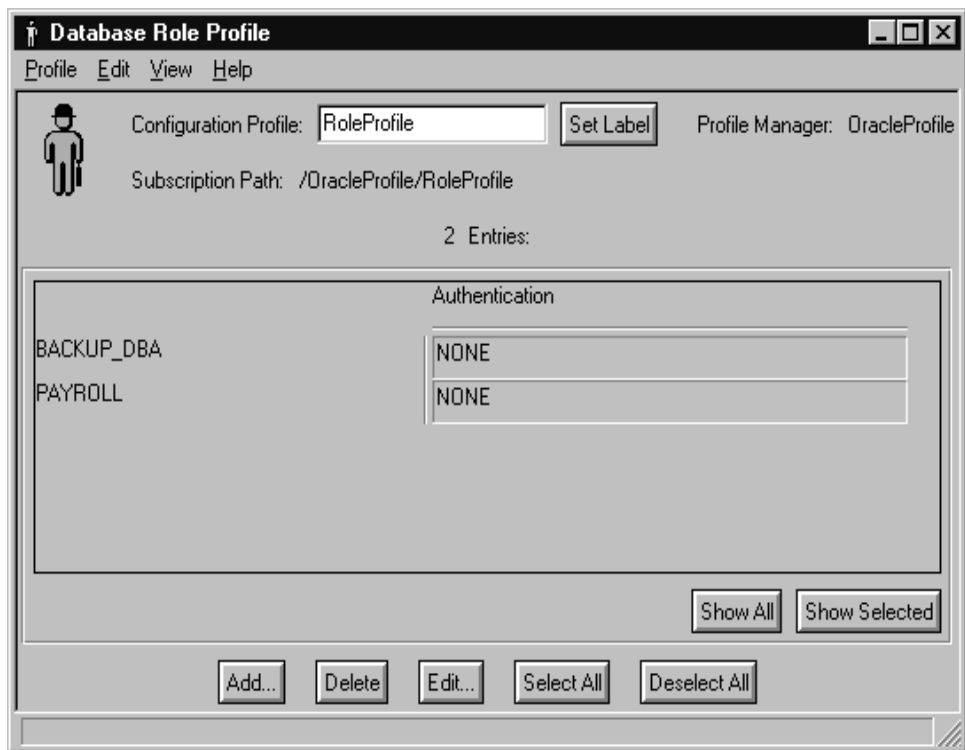 Database Role Profile
Profile Edit View Help
Configuration Profile: RoleProfile Set Label Profile Manager: OracleProfile
Subscription Path: /OracleProfile/RoleProfile
2 Entries:
Authentication
BACKUP_DBA NONE
PAYROLL NONE
Show All Show Selected
Add... Delete Edit... Select All Deselect All